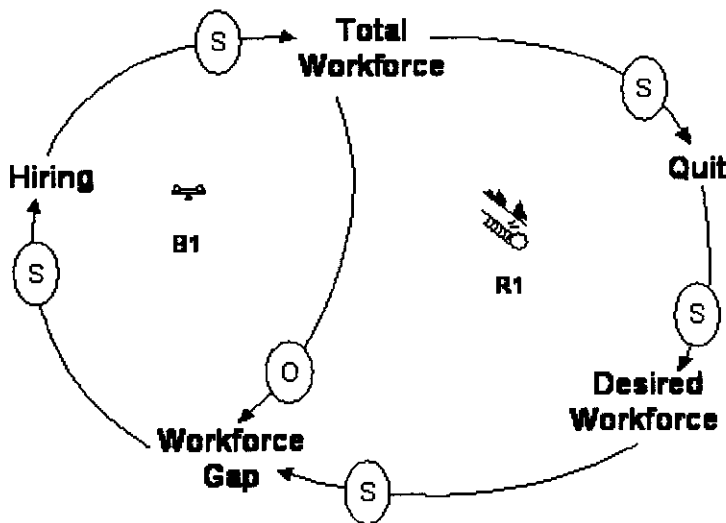 S
Total
Workforce
S
Hiring
Quit
B1
R1
S
S
O
Desired
Workforce
Workforce
Gap
S